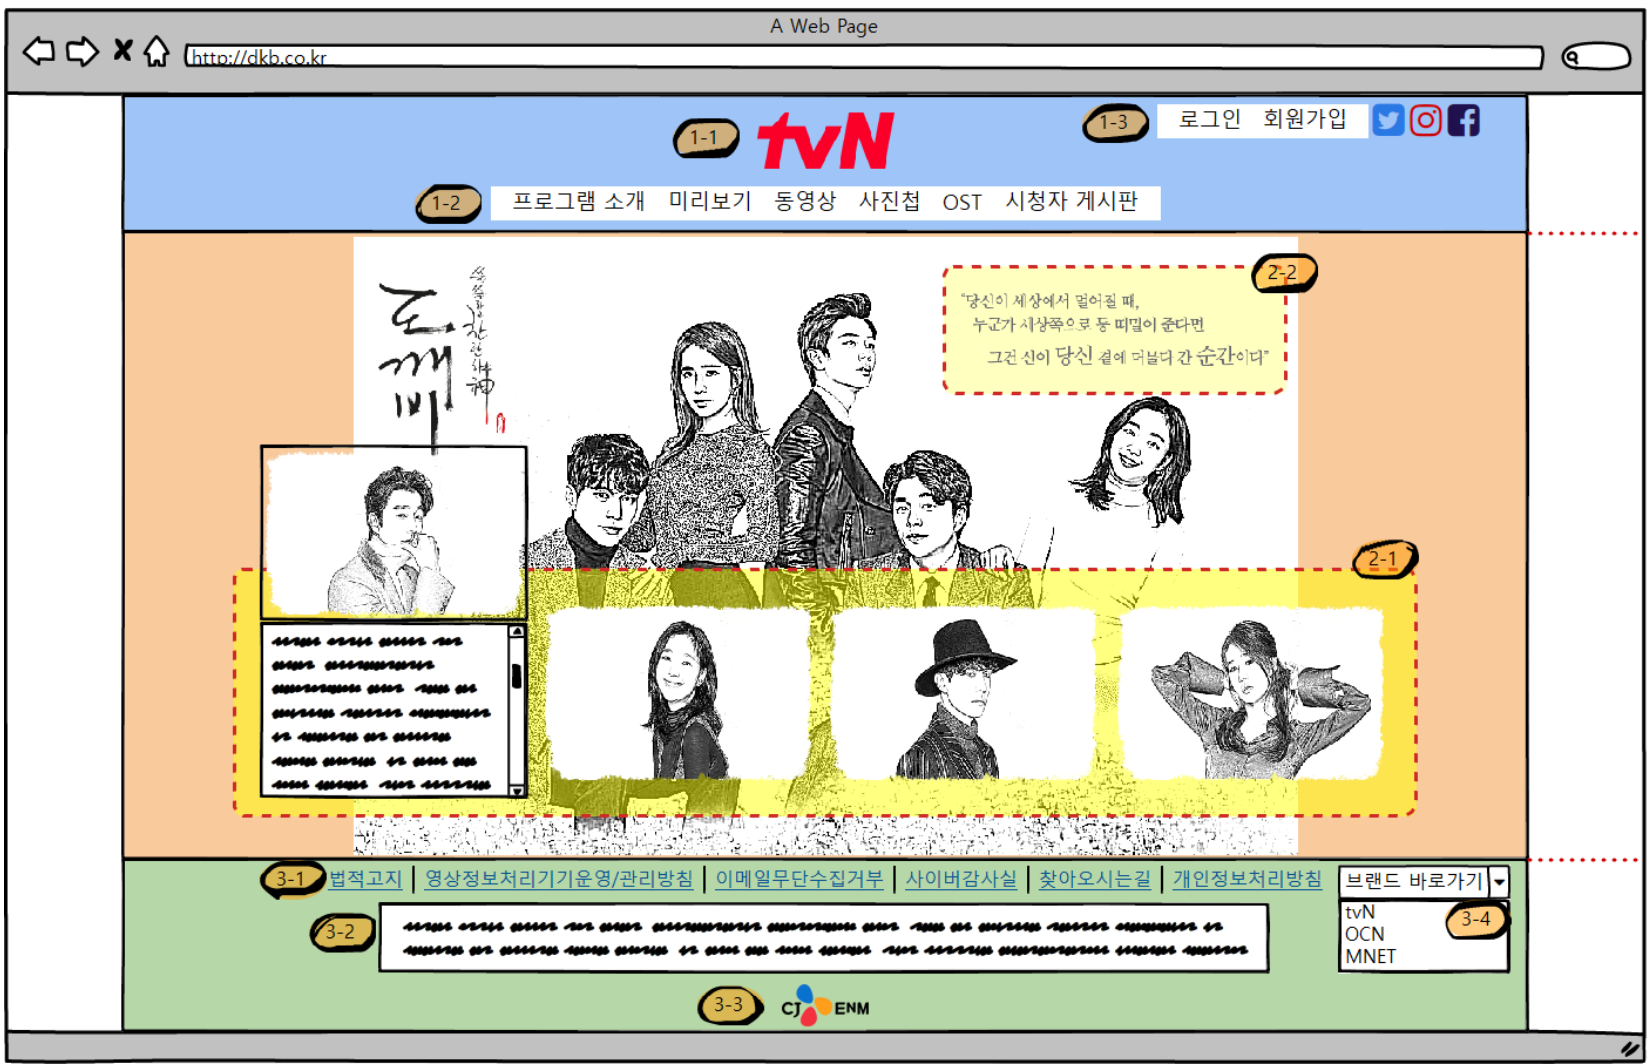 A Web Page
http://dkb.co.kr
1-1
tvN
1-3
로그인 회원가입
1-2
프로그램 소개 미리보기 동영상 사진첩 OST 시청자 게시판
도깨비
쓸쓸하고 찬란하神
2-2
“당신이 세상에서 멀어질 때,
누군가 세상쪽으로 등 떠밀어 준다면
그건 신이 당신 곁에 머물다 간 순간이다”
2-1
3-1 법적고지 | 영상정보처리기기운영/관리방침 | 이메일무단수집거부 | 사이버감사실 | 찾아오시는길 | 개인정보처리방침
브랜드 바로가기
tvN
OCN
MNET
3-4
3-2
3-3
CJ ENM